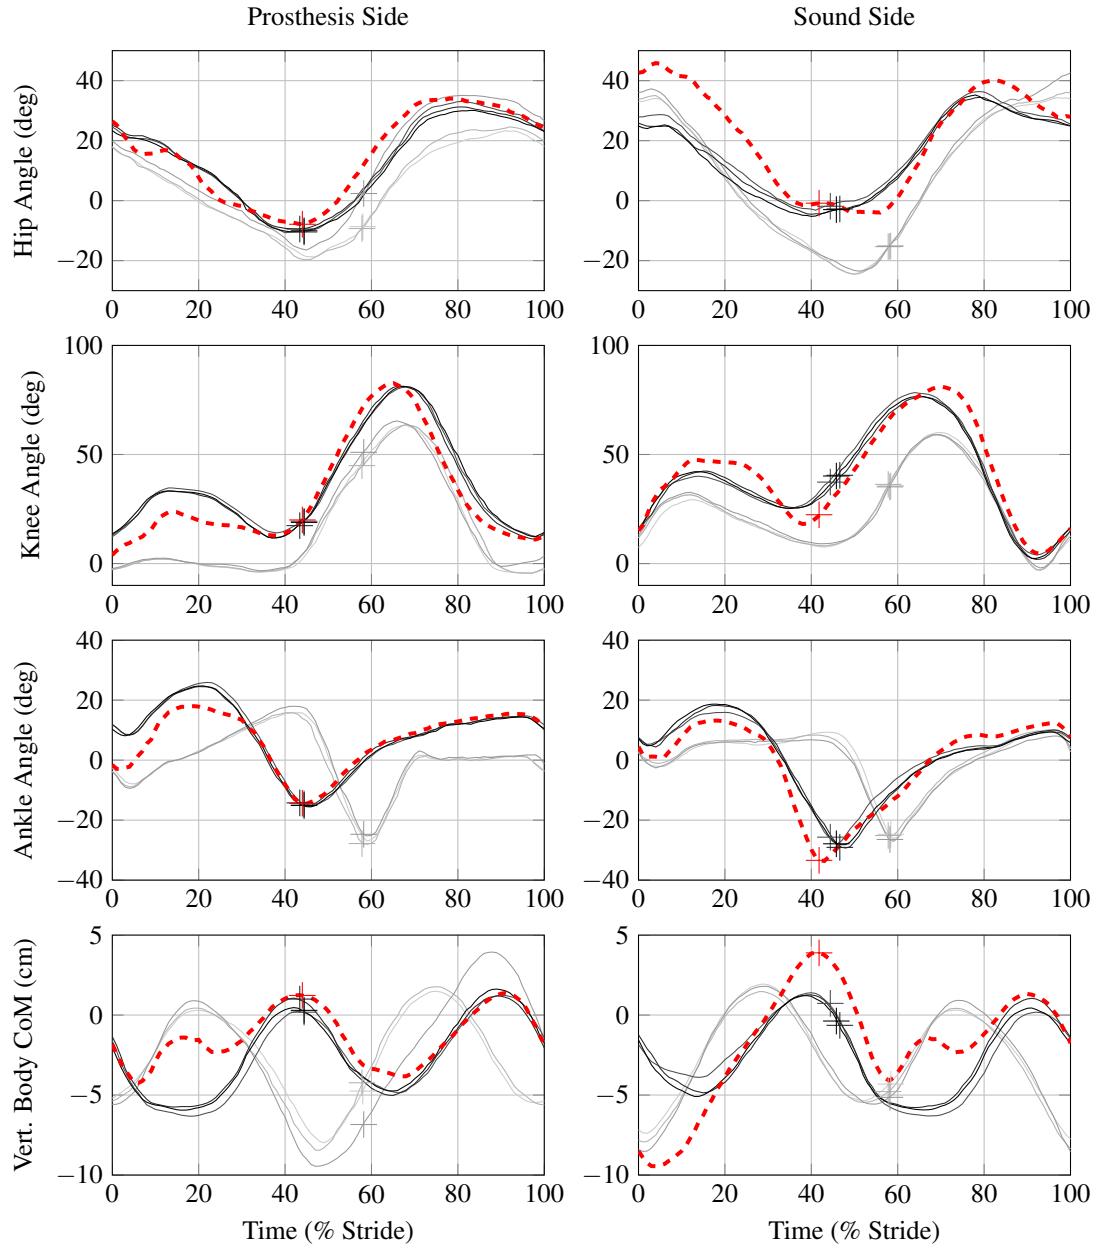 Prosthesis Side
Sound Side
Hip Angle (deg)
40
20
0
−20
0 20 40 60 80 100
40
20
0
−20
0 20 40 60 80 100
Knee Angle (deg)
100
50
0
0 20 40 60 80 100
100
50
0
0 20 40 60 80 100
Ankle Angle (deg)
40
20
0
−20
−40
0 20 40 60 80 100
40
20
0
−20
−40
0 20 40 60 80 100
Vert. Body CoM (cm)
5
0
−5
−10
0 20 40 60 80 100
Time (% Stride)
5
0
−5
−10
0 20 40 60 80 100
Time (% Stride)